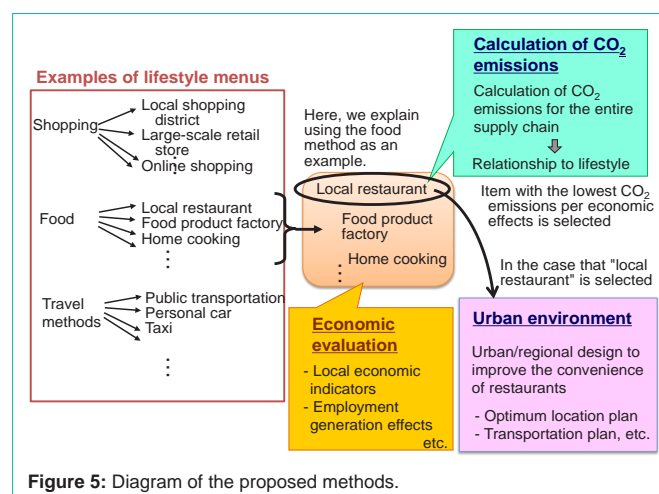 Examples of lifestyle menus
Shopping
Local shopping
district
Large-scale retail
store
Online shopping
⋮
Food
Local restaurant
Food product factory
Home cooking
⋮
Travel
methods
Public transportation
Personal car
Taxi
⋮
Here, we explain
using the food
method as an
example.
Local restaurant
Food product
factory
Home cooking
⋮
Economic
evaluation
- Local economic
indicators
- Employment
generation effects
etc.
Calculation of CO2
emissions
Calculation of CO2
emissions for the entire
supply chain
Relationship to lifestyle
Item with the lowest CO2
emissions per economic
effects is selected
In the case that "local
restaurant" is selected
Urban environment
Urban/regional design to
improve the convenience
of restaurants
- Optimum location plan
- Transportation plan, etc.
Figure 5: Diagram of the proposed methods.